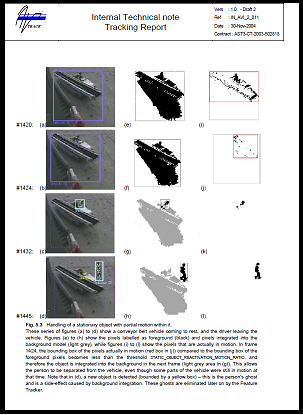 Internal Technical note
Tracking Report
Vers : 1.0 - Draft 2
Ref : IN_AVI_2_011
Date : 30-Nov-2004
Contract : AST3-CT-2003-502818
TRACE
#1420: (a) (e) (i)
#1424: (b) (f) (j)
#1432: (c) (g) (k)
#1445: (d) (h) (l)
Fig. 5.3 Handling of a stationary object with partial motion within it.
These series of figures (a) to (d) show a conveyor belt vehicle coming to rest, and the driver leaving the
vehicle. Figures (e) to (h) show the pixels labelled as foreground (black) and pixels integrated into the
background model (light grey), while figures (i) to (l) show the pixels that are actually in motion. In frame
1424, the bounding box of the pixels actually in motion (red box in (j)) compared to the bounding box of the
foreground pixels becomes less than the threshold STATIC_OBJECT_REACTIVATION_MOTION_RATIO, and
therefore the object is integrated into the background in the next frame (light grey area in (g)). This allows
the person to be separated from the vehicle, even though some parts of the vehicle were still in motion at
that time. Note that in (d), a new object is detected (bounded by a yellow box) – this is the person's ghost
and is a side-effect caused by background integration. These ghosts are eliminated later on by the Feature
Tracker.